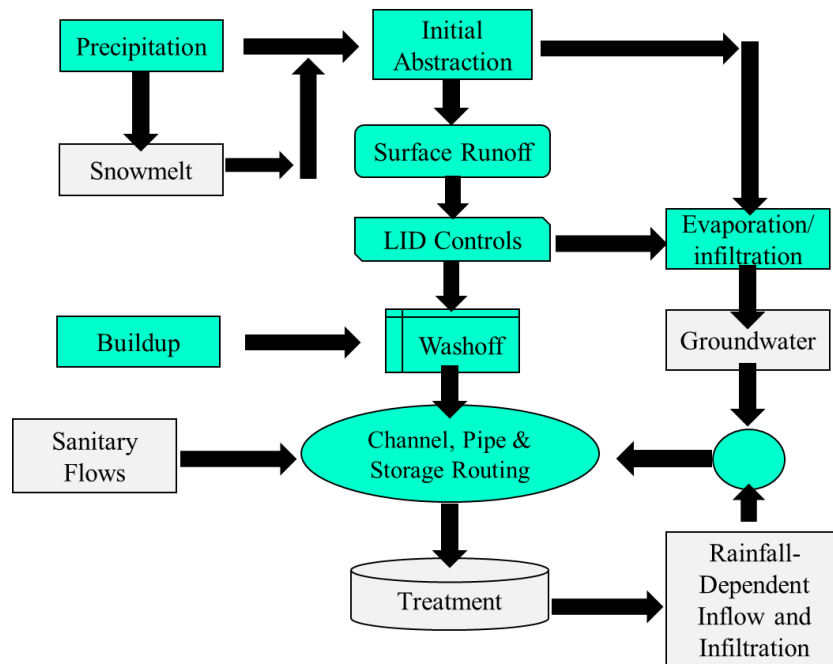 Precipitation
Initial
Abstraction
Snowmelt
Surface Runoff
LID Controls
Evaporation/
infiltration
Buildup
Washoff
Groundwater
Sanitary
Flows
Channel, Pipe &
Storage Routing
Treatment
Rainfall-
Dependent
Inflow and
Infiltration